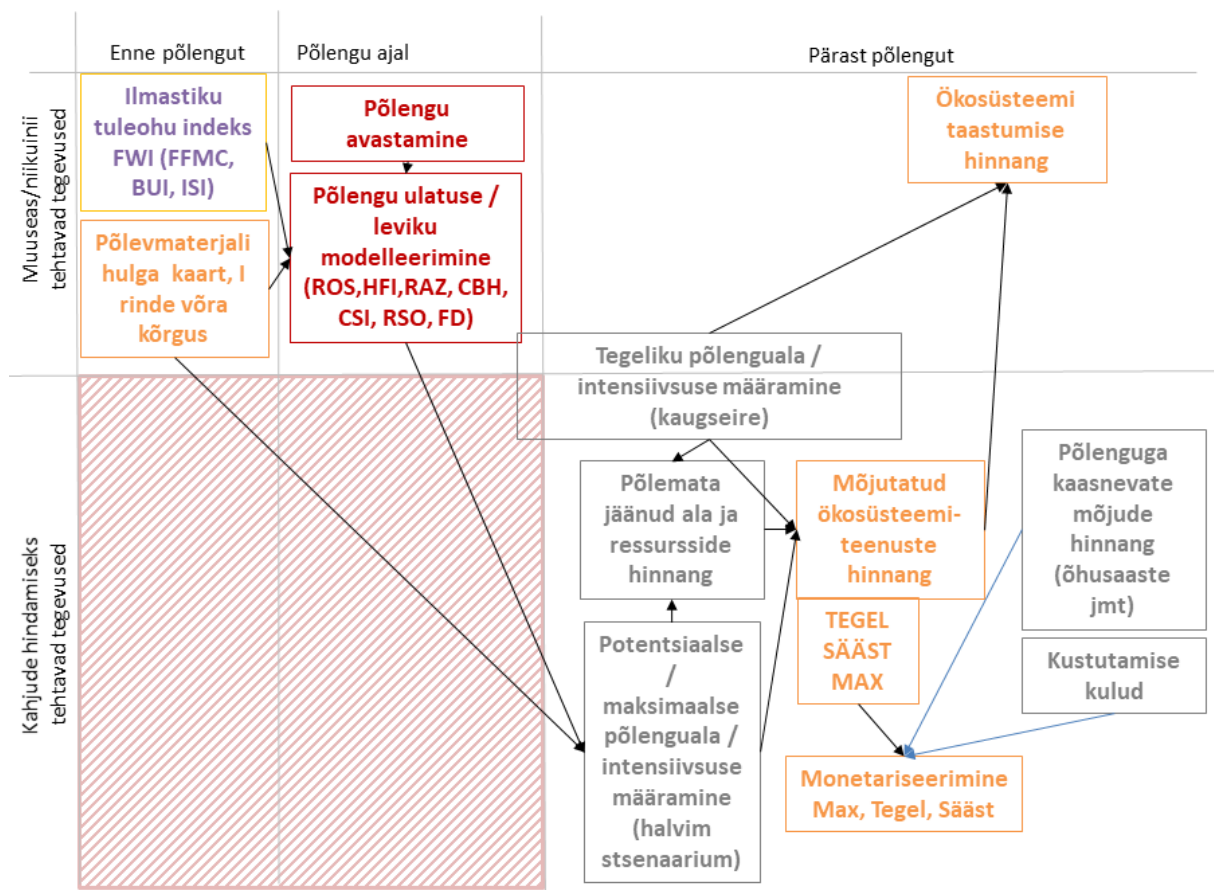 Enne põlengut
Põlengu ajal
Pärast põlengut
Muuseas/niikuinii
tehtavad tegevused
Ilmastiku
tuleohu indeks
FWI (FFMC,
BUI, ISI)
Põlevmaterjali
hulga kaart, I
rinde võra
kõrgus
Põlengu
avastamine
Põlengu ulatuse /
leviku
modelleerimine
(ROS,HFI,RAZ, CBH,
CSI, RSO, FD)
Ökosüsteemi
taastumise
hinnang
Tegeliku põlenguala /
intensiivsuse määramine
(kaugseire)
Kahjude hindamiseks
tehtavad tegevused
Põlemata
jäänud ala ja
ressursside
hinnang
Mõjutatud
ökosüsteemi-
teenuste
hinnang
TEGEL
SÄÄST
MAX
Põlenguga
kaasnevate
mõjude
hinnang
(õhusaaste
jmt)
Kustutamise
kulud
Potentsiaalse
/
maksimaalse
põlenguala /
intensiivsuse
määramine
(halvim
stsenaarium)
Monetariseerimine
Max, Tegel, Sääst